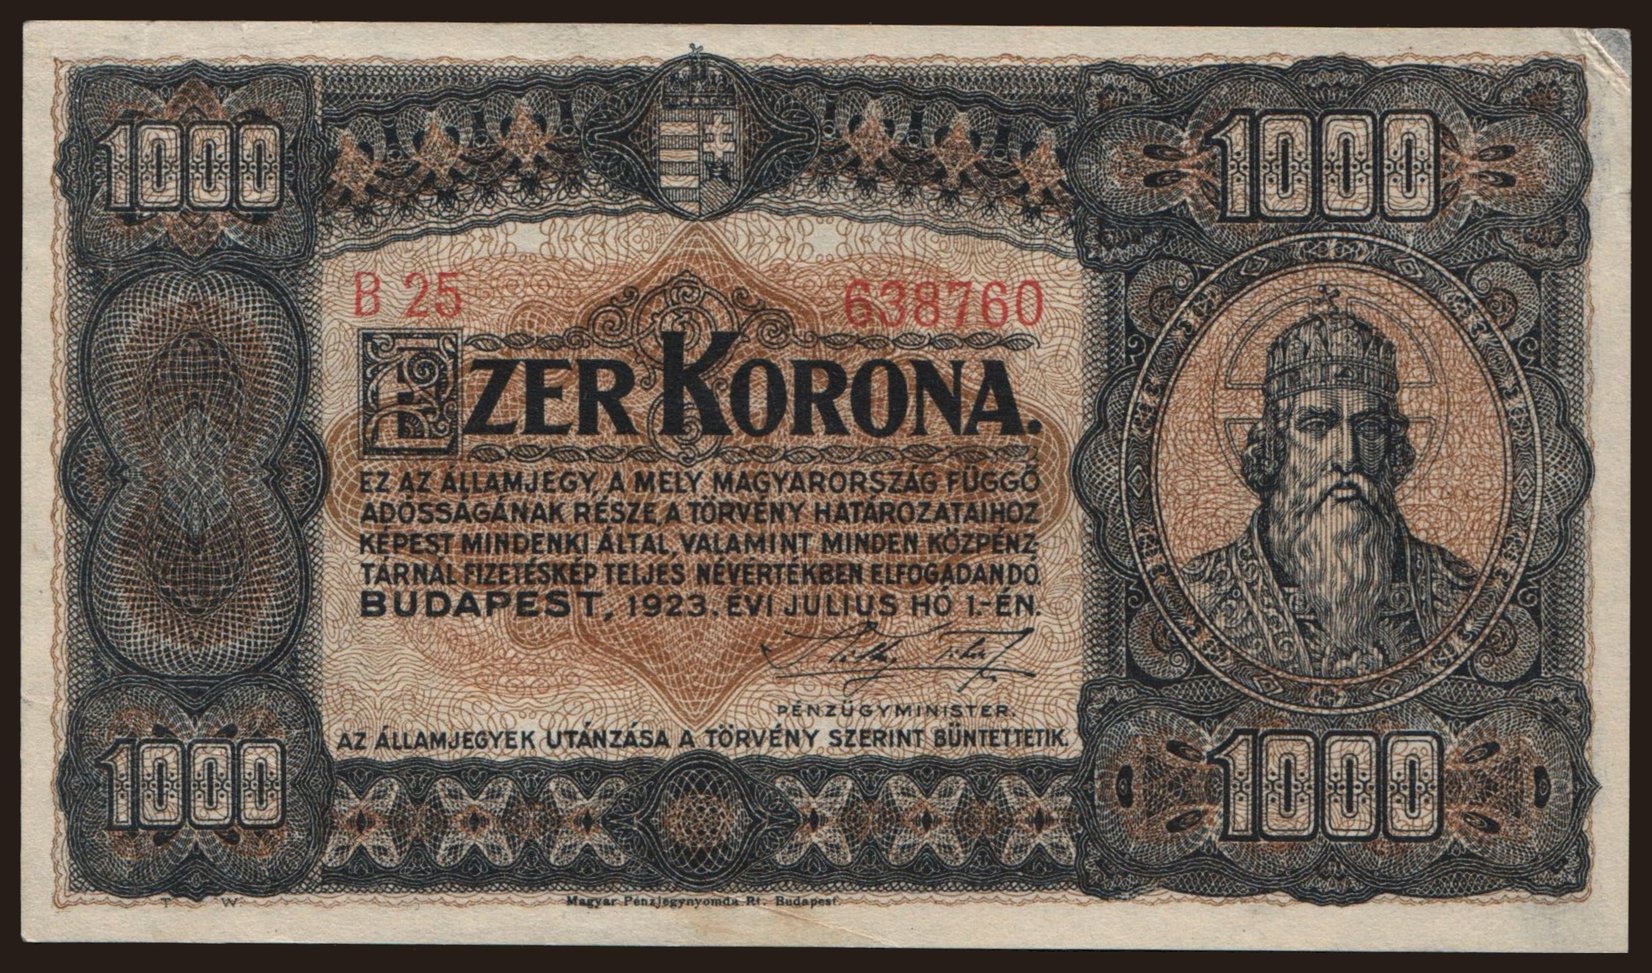 1000
1000
B 25
638760
EZER KORONA.
EZ AZ ÁLLAMJEGY, A MELY MAGYARORSZÁG FÜGGŐ
ADÓSSÁGÁNAK RÉSZE, A TÖRVÉNY HATÁROZATAIHOZ
KÉPEST MINDENKI ÁLTAL, VALAMINT MINDEN KÖZPÉNZ-
TÁRNÁL FIZETÉSKÉP TELJES NÉVÉRTÉKBEN ELFOGADANDÓ.
BUDAPEST, 1923. ÉVI JULIUS HÓ 1.-ÉN.
PÉNZÜGYMINISTER.
AZ ÁLLAMJEGYEK UTÁNZÁSA A TÖRVÉNY SZERINT BÜNTETTETIK.
1000
1000
T W
Magyar Pénzjegynyomda Rt. Budapest.